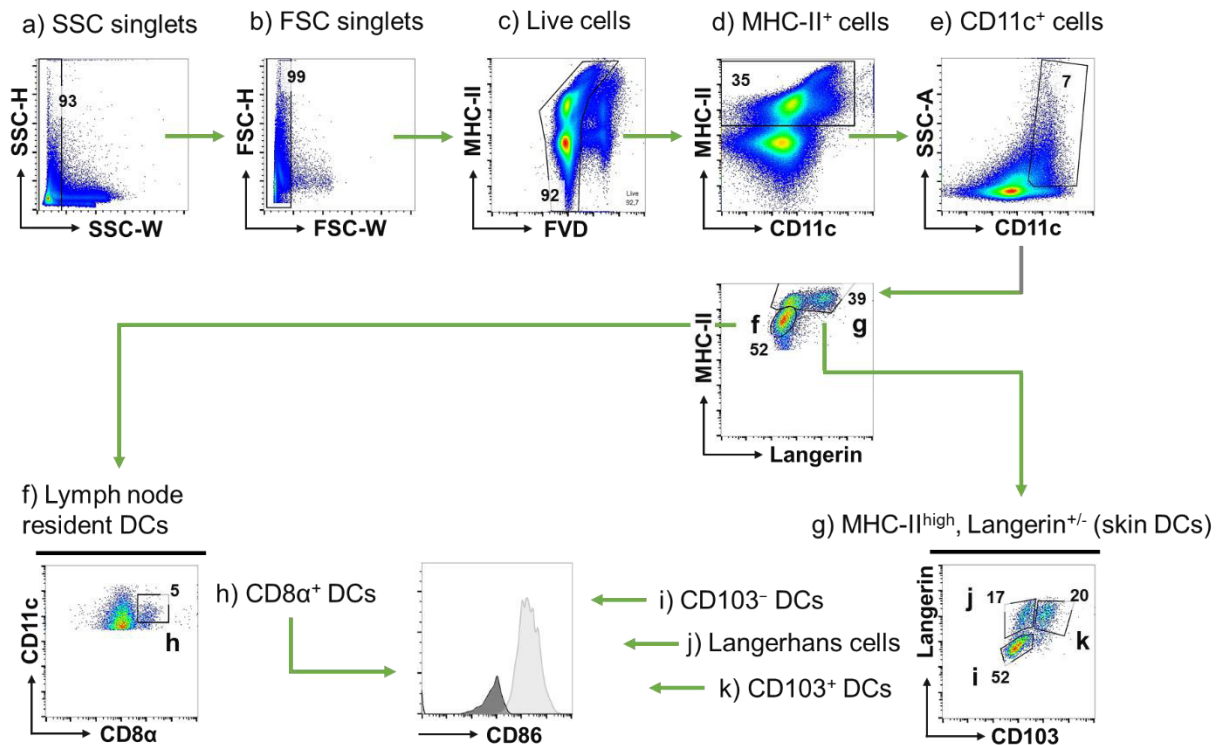 a) SSC singlets
b) FSC singlets
c) Live cells
d) MHC-II⁺ cells
e) CD11c⁺ cells
SSC-H
93
SSC-W
FSC-H
99
FSC-W
MHC-II
92
Live
92,7
FVD
MHC-II
35
CD11c
SSC-A
7
CD11c
MHC-II
39
f
g
52
Langerin
f) Lymph node
resident DCs
CD11c
5
h
CD8α
h) CD8α⁺ DCs
CD86
g) MHC-IIhigh, Langerin⁺/⁻ (skin DCs)
i) CD103⁻ DCs
j) Langerhans cells
k) CD103⁺ DCs
Langerin
j
17
20
k
i
52
CD103